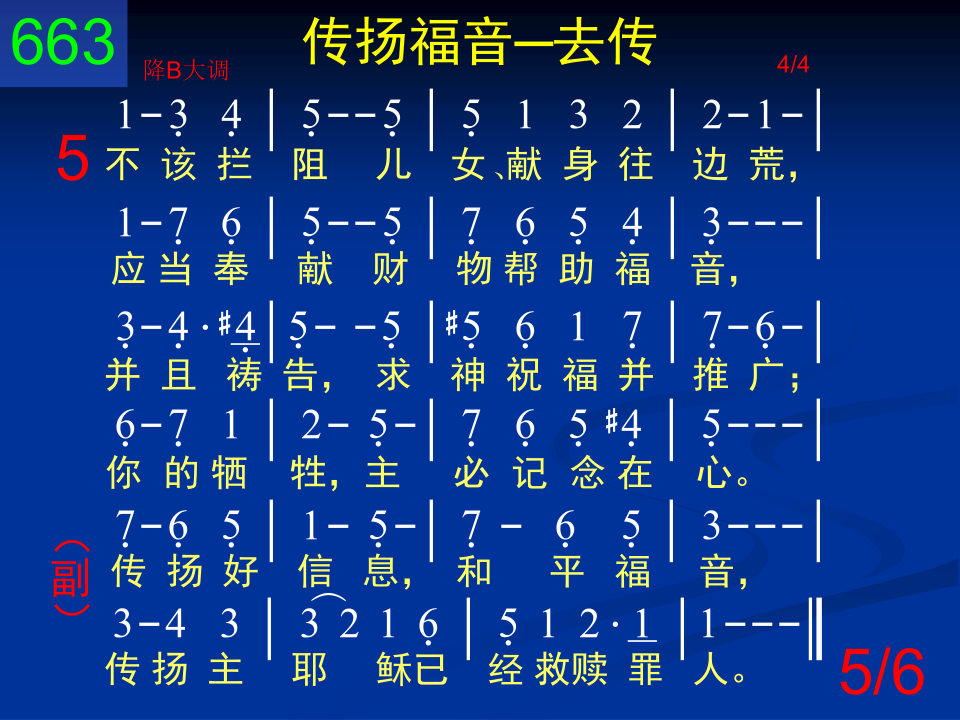 663
传扬福音─去传
降B大调
4/4
5
1-3̣ 4̣ | 5̣--5̣ | 5̣ 1 3 2 | 2-1- |
不 该 拦 阻 儿 女、献 身 往 边 荒，
1-7̣ 6̣ | 5̣--5̣ | 7̣ 6̣ 5̣ 4̣ | 3̣--- |
应 当 奉 献 财 物 帮 助 福 音，
3̣-4̣·#4̣ | 5̣- -5̣ | #5̣ 6̣ 1 7̣ | 7̣-6̣- |
并 且 祷 告， 求 神 祝 福 并 推 广；
6̣-7̣ 1 | 2- 5̣- | 7̣ 6̣ 5̣ #4̣ | 5̣--- |
你 的 牺 牲，主 必 记 念 在 心。
7̣-6̣ 5̣ | 1- 5̣- | 7̣ - 6̣ 5̣ | 3--- |
（副）
传 扬 好 信 息，和 平 福 音，
3-4 3 | 3 2 1 6̣ | 5̣ 1 2·1 | 1--- ‖
传 扬 主 耶 稣已 经 救赎 罪 人。
5/6